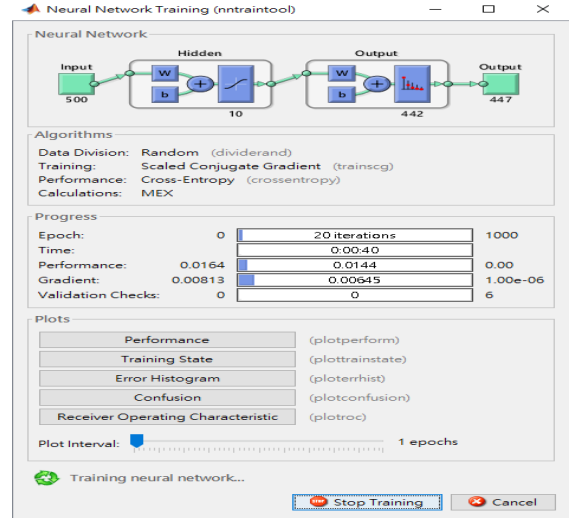 Neural Network Training (nntraintool)
Neural Network
Hidden Output
Input Output
W W
b b
500 10 442 447
Algorithms
Data Division: Random (dividerand)
Training: Scaled Conjugate Gradient (trainscg)
Performance: Cross-Entropy (crossentropy)
Calculations: MEX
Progress
Epoch: 0 20 iterations 1000
Time: 0:00:40
Performance: 0.0164 0.0144 0.00
Gradient: 0.00813 0.00645 1.00e-06
Validation Checks: 0 0 6
Plots
Performance (plotperform)
Training State (plottrainstate)
Error Histogram (ploterrhist)
Confusion (plotconfusion)
Receiver Operating Characteristic (plotroc)
Plot Interval: 1 epochs
Training neural network...
Stop Training Cancel